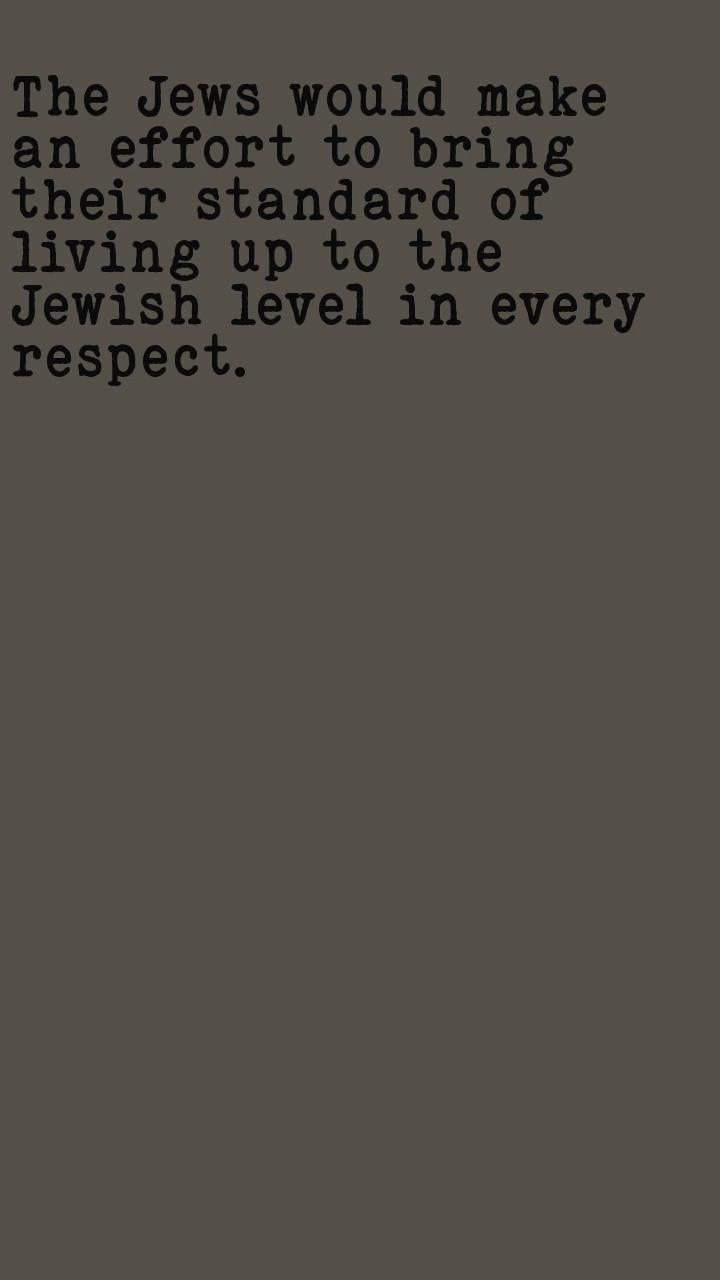 The Jews would make
an effort to bring
their standard of
living up to the
Jewish level in every
respect.